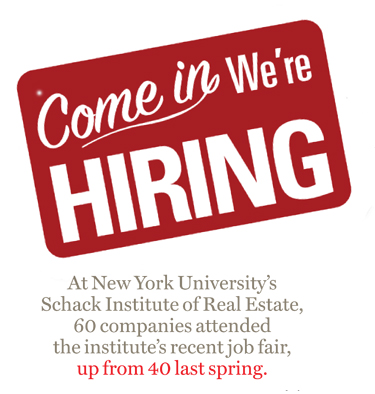 Come in We're
HIRING
At New York University's
Schack Institute of Real Estate,
60 companies attended
the institute's recent job fair,
up from 40 last spring.